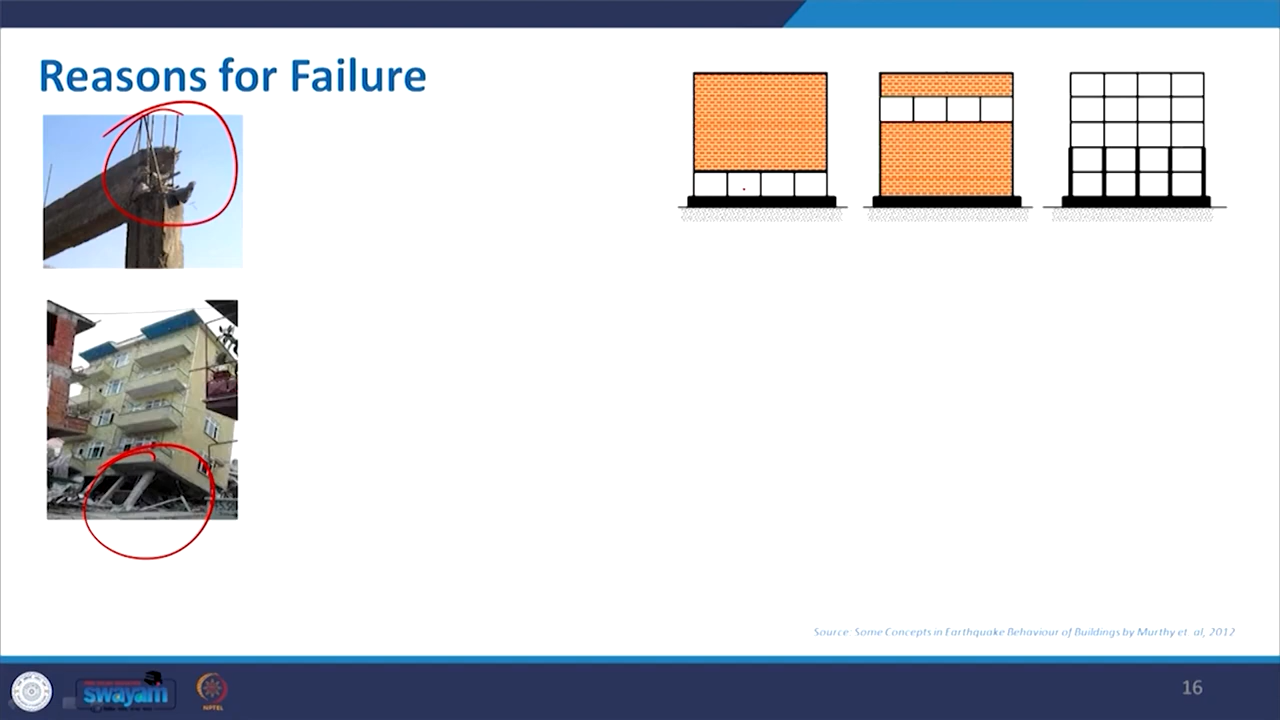 Reasons for Failure
Source: Some Concepts in Earthquake Behaviour of Buildings by Murthy et. al, 2012
swayam
NPTEL
16